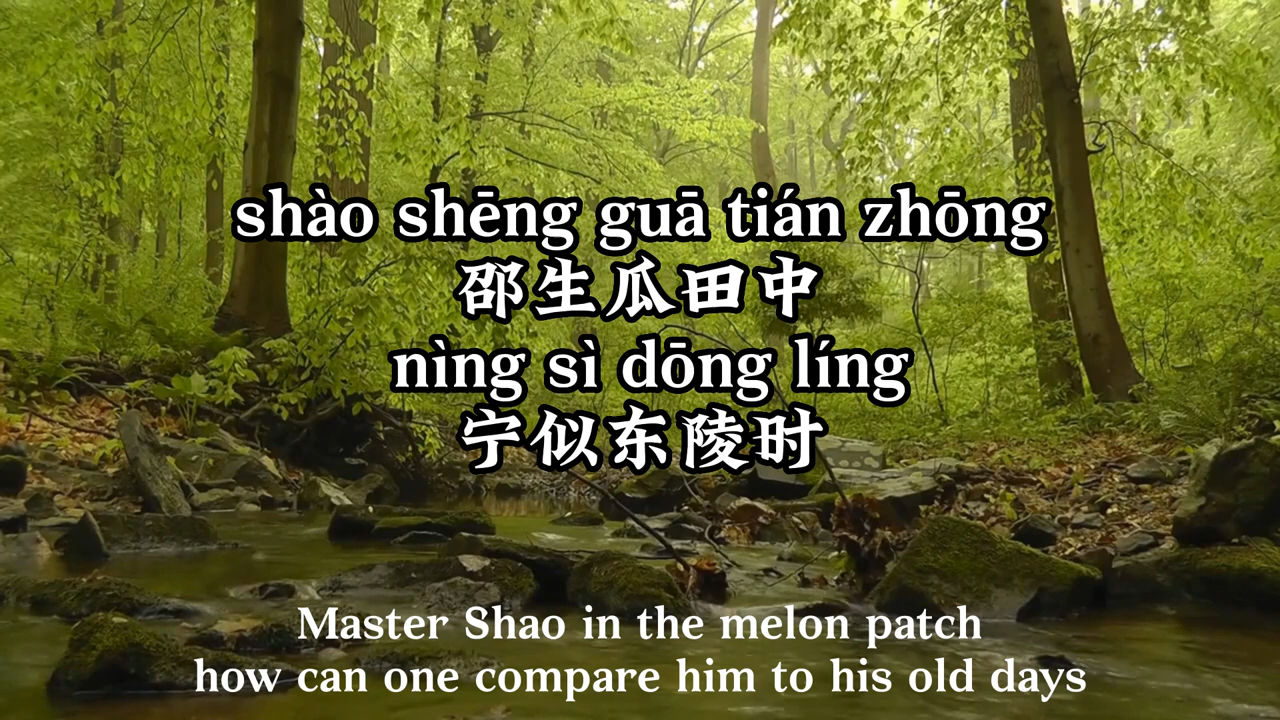 shào shēng guā tián zhōng
邵生瓜田中
nìng sì dōng líng
宁似东陵时
Master Shao in the melon patch
how can one compare him to his old days